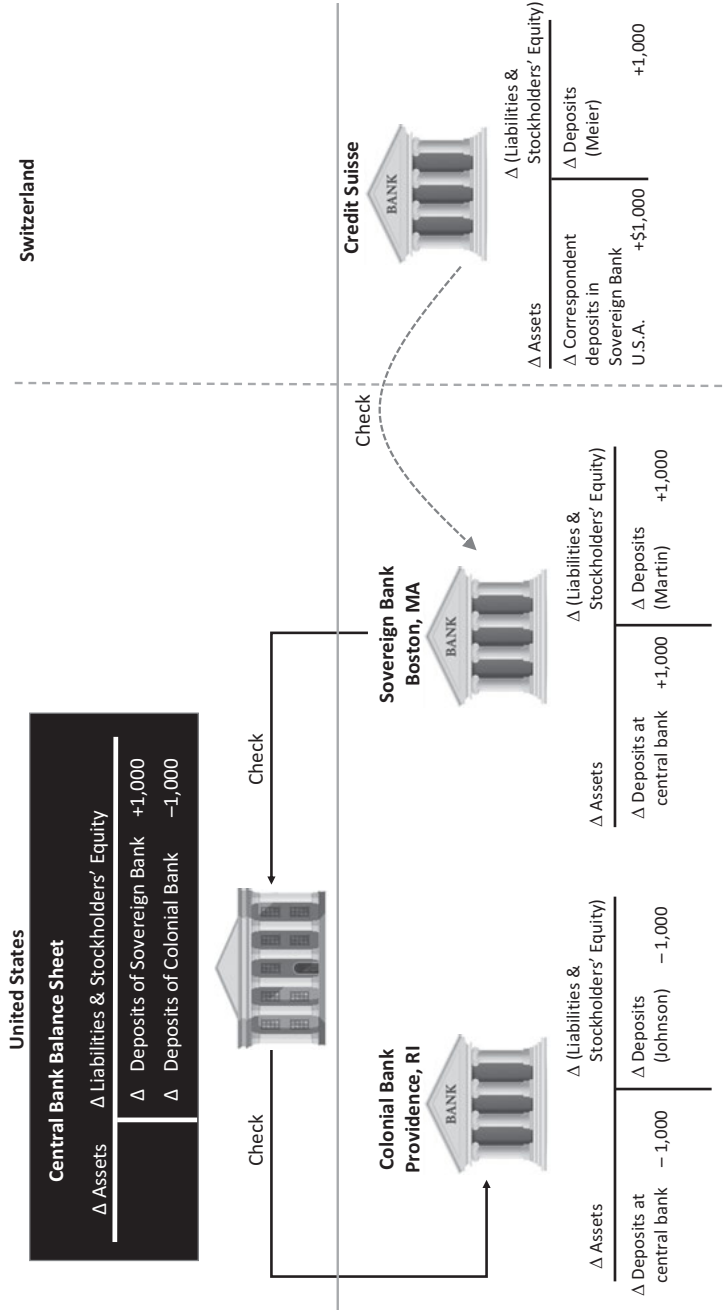 United States
Switzerland
Central Bank Balance Sheet
Δ Assets
Δ Liabilities & Stockholders’ Equity
Δ Deposits of Sovereign Bank +1,000
Δ Deposits of Colonial Bank –1,000
Check
Check
Check
Colonial Bank
Providence, RI
BANK
Δ Assets
Δ (Liabilities &
Stockholders’ Equity)
Δ Deposits at
central bank – 1,000
Δ Deposits
(Johnson) – 1,000
Sovereign Bank
Boston, MA
BANK
Δ Assets
Δ (Liabilities &
Stockholders’ Equity)
Δ Deposits at
central bank +1,000
Δ Deposits
(Martin) +1,000
Credit Suisse
BANK
Δ Assets
Δ (Liabilities &
Stockholders’ Equity)
Δ Correspondent
deposits in
Sovereign Bank
U.S.A. +$1,000
Δ Deposits
(Meier)
+1,000